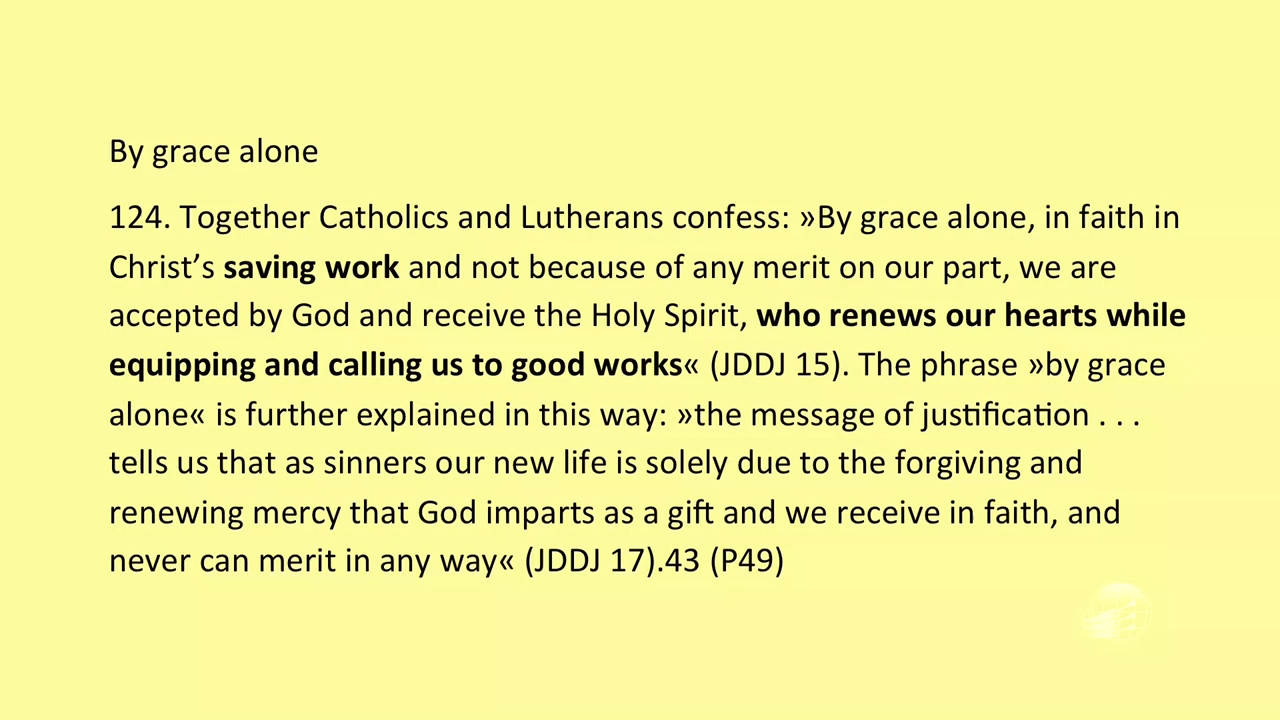 By grace alone
124. Together Catholics and Lutherans confess: »By grace alone, in faith in
Christ’s saving work and not because of any merit on our part, we are
accepted by God and receive the Holy Spirit, who renews our hearts while
equipping and calling us to good works« (JDDJ 15). The phrase »by grace
alone« is further explained in this way: »the message of justification . . .
tells us that as sinners our new life is solely due to the forgiving and
renewing mercy that God imparts as a gift and we receive in faith, and
never can merit in any way« (JDDJ 17).43 (P49)